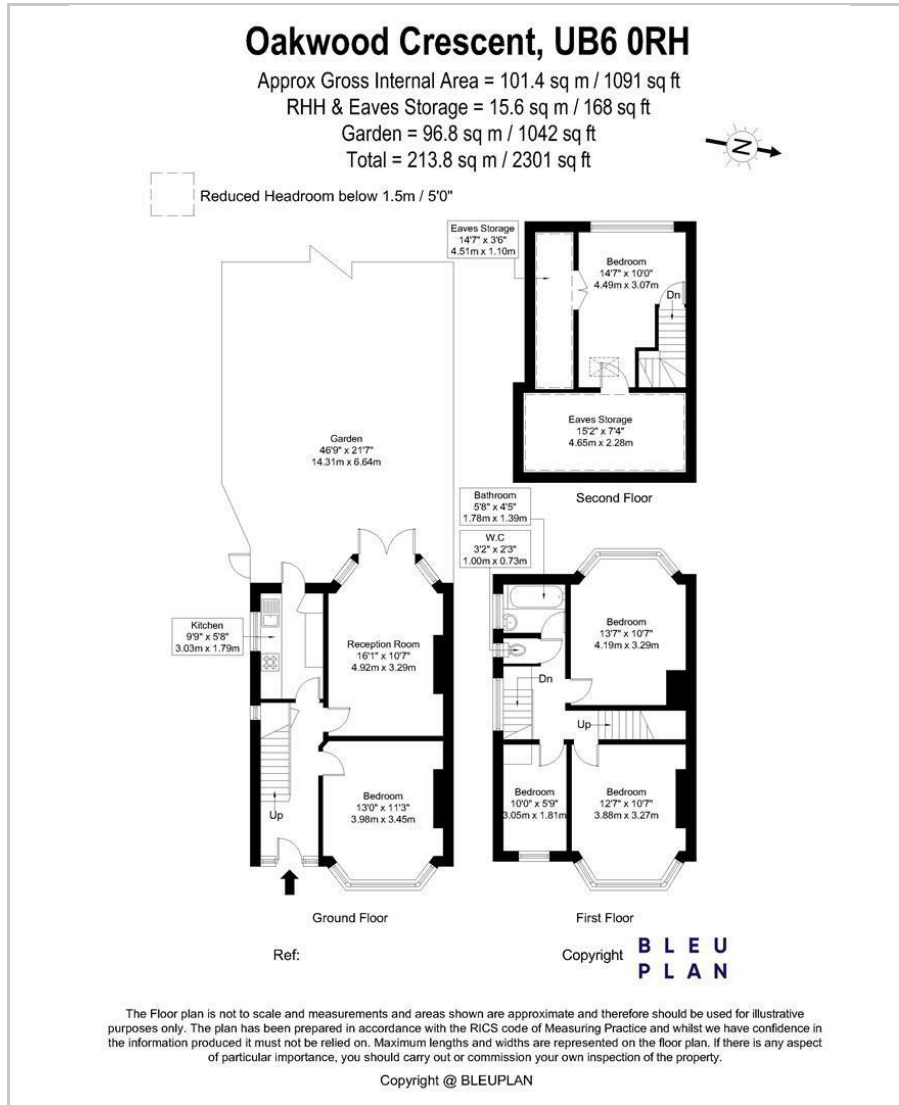 Oakwood Crescent, UB6 0RH
Approx Gross Internal Area = 101.4 sq m / 1091 sq ft
RHH & Eaves Storage = 15.6 sq m / 168 sq ft
Garden = 96.8 sq m / 1042 sq ft
Total = 213.8 sq m / 2301 sq ft
N
Reduced Headroom below 1.5m / 5'0"
Eaves Storage
14'7" x 3'6"
4.51m x 1.10m
Bedroom
14'7" x 10'0"
4.49m x 3.07m
Dn
Eaves Storage
15'2" x 7'4"
4.65m x 2.28m
Second Floor
Garden
46'9" x 21'7"
14.31m x 6.64m
Kitchen
9'9" x 5'8"
3.03m x 1.79m
Reception Room
16'1" x 10'7"
4.92m x 3.29m
Bedroom
13'0" x 11'3"
3.98m x 3.45m
Up
Ground Floor
Bathroom
5'8" x 4'5"
1.78m x 1.39m
W.C
3'2" x 2'3"
1.00m x 0.73m
Bedroom
13'7" x 10'7"
4.19m x 3.29m
Dn
Up
Bedroom
10'0" x 5'9"
3.05m x 1.81m
Bedroom
12'7" x 10'7"
3.88m x 3.27m
First Floor
Ref:
Copyright
BLEU
PLAN
The Floor plan is not to scale and measurements and areas shown are approximate and therefore should be used for illustrative
purposes only. The plan has been prepared in accordance with the RICS code of Measuring Practice and whilst we have confidence in
the information produced it must not be relied on. Maximum lengths and widths are represented on the floor plan. If there is any aspect
of particular importance, you should carry out or commission your own inspection of the property.
Copyright @ BLEUPLAN